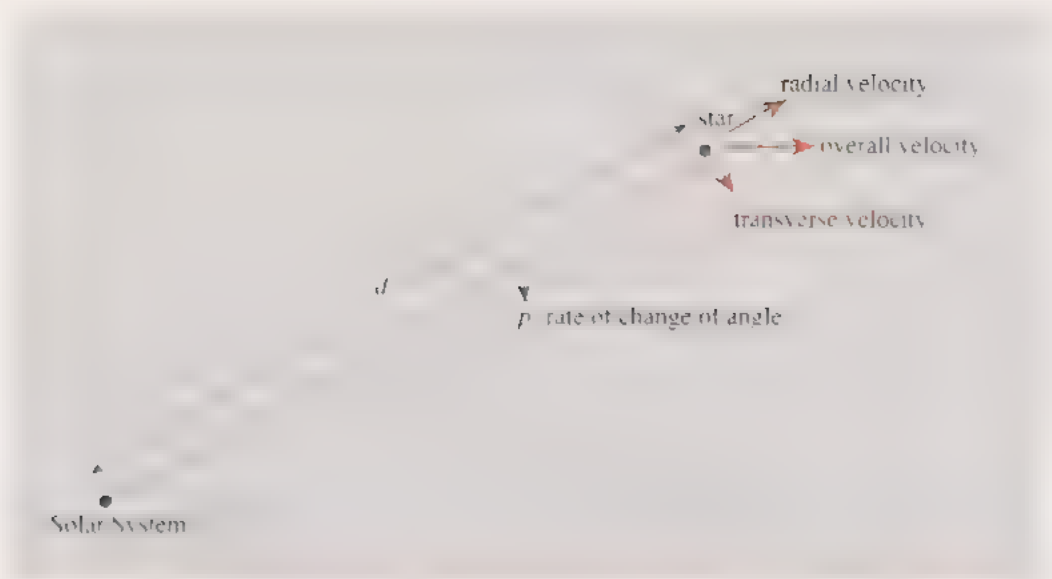 radial velocity
star
overall velocity
transverse velocity
d
p rate of change of angle
Solar System